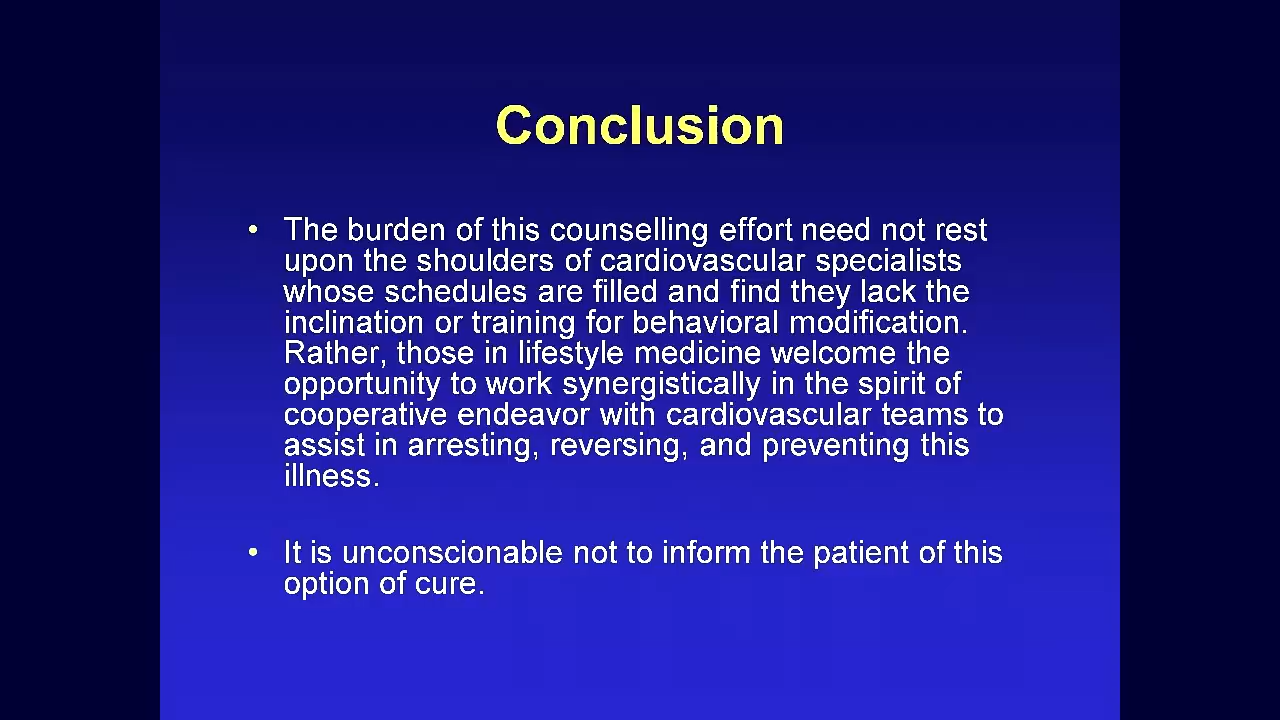 Conclusion
• The burden of this counselling effort need not rest
upon the shoulders of cardiovascular specialists
whose schedules are filled and find they lack the
inclination or training for behavioral modification.
Rather, those in lifestyle medicine welcome the
opportunity to work synergistically in the spirit of
cooperative endeavor with cardiovascular teams to
assist in arresting, reversing, and preventing this
illness.
• It is unconscionable not to inform the patient of this
option of cure.